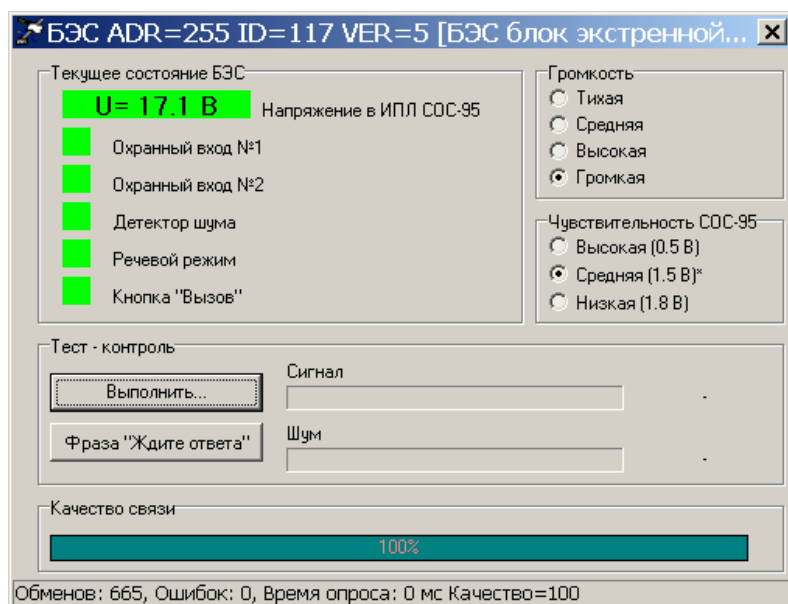 БЭС ADR=255 ID=117 VER=5 [БЭС блок экстренной...
Текущее состояние БЭС
U= 17.1 В Напряжение в ИПЛ СОС-95
Охранный вход №1
Охранный вход №2
Детектор шума
Речевой режим
Кнопка "Вызов"
Громкость
Тихая
Средняя
Высокая
Громкая
Чувствительность СОС-95
Высокая (0.5 В)
Средняя (1.5 В)*
Низкая (1.8 В)
Тест - контроль
Выполнить...
Сигнал
-
Фраза "Ждите ответа"
Шум
-
Качество связи
100%
Обменов: 665, Ошибок: 0, Время опроса: 0 мс Качество=100